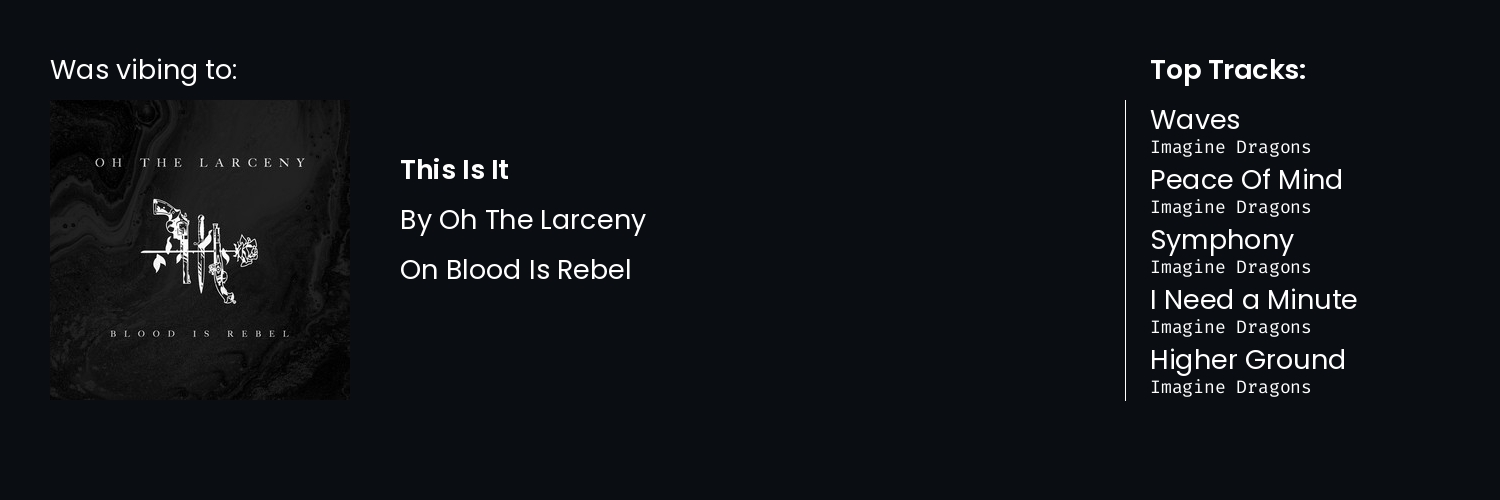 Was vibing to:
OH THE LARCENY
BLOOD IS REBEL
This Is It
By Oh The Larceny
On Blood Is Rebel
Top Tracks:
Waves
Imagine Dragons
Peace Of Mind
Imagine Dragons
Symphony
Imagine Dragons
I Need a Minute
Imagine Dragons
Higher Ground
Imagine Dragons